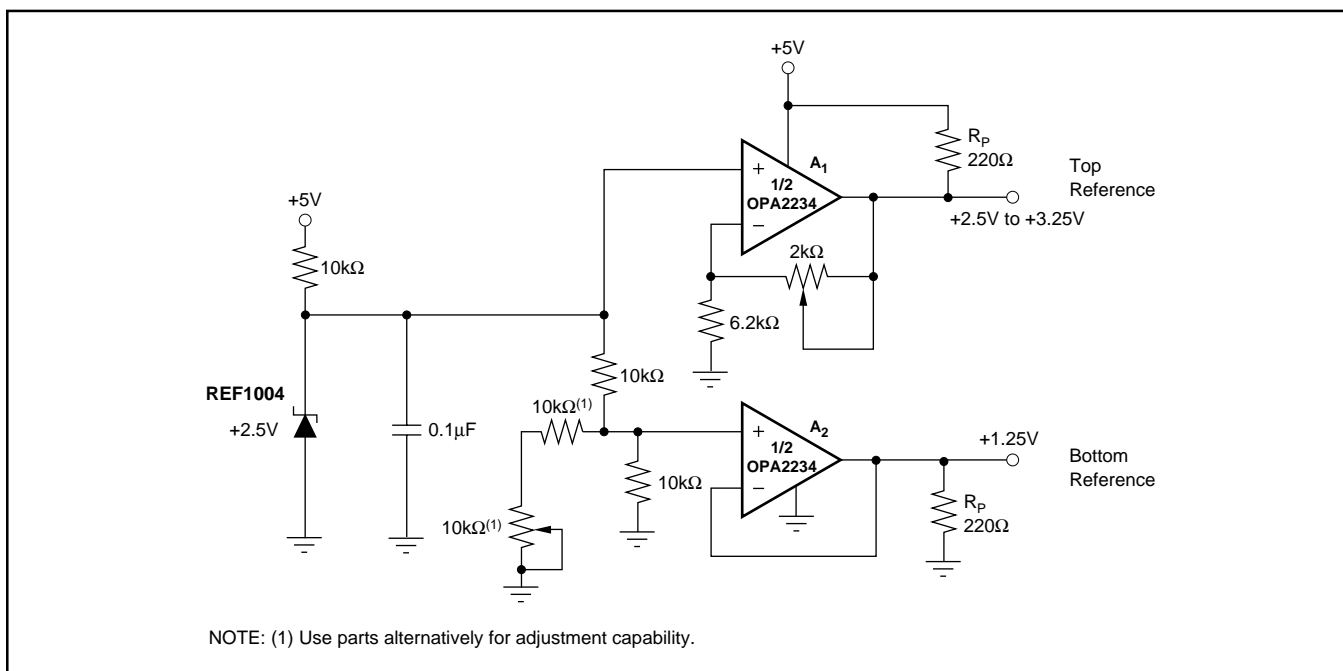 +5V
R_P
220Ω
A₁
+
1/2
OPA2234
−
Top
Reference
+2.5V to +3.25V
+5V
10kΩ
2kΩ
6.2kΩ
REF1004
+2.5V
0.1µF
10kΩ
10kΩ(1)
10kΩ(1)
10kΩ
A₂
+
1/2
OPA2234
−
+1.25V
Bottom
Reference
R_P
220Ω
NOTE: (1) Use parts alternatively for adjustment capability.